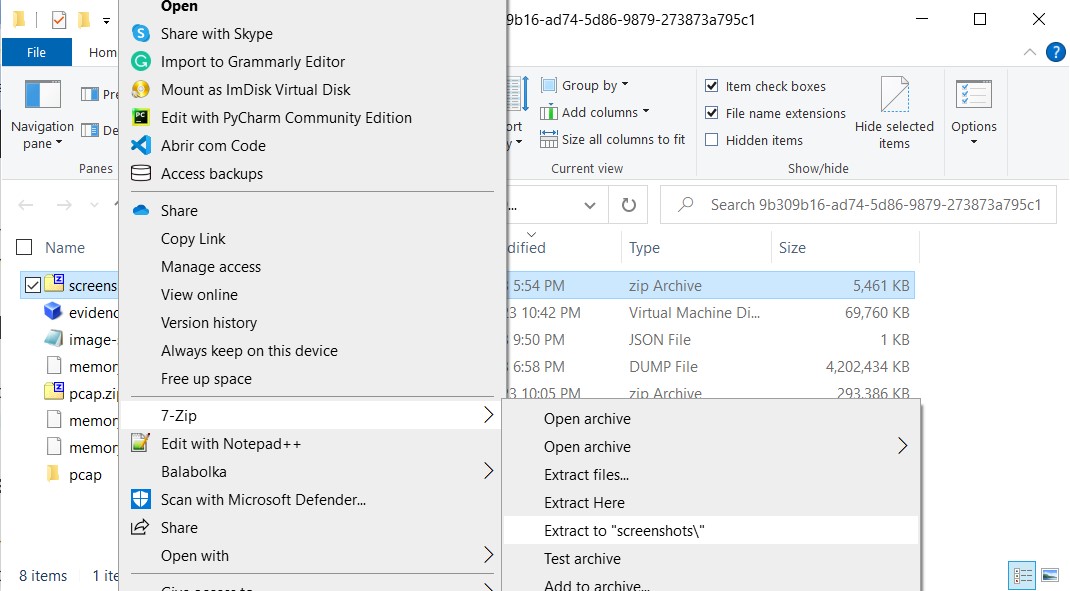 9b16-ad74-5d86-9879-273873a795c1
File
Hom
Navigation
pane
Pre
De
Panes
Group by
Add columns
Size all columns to fit
Current view
Item check boxes
File name extensions
Hidden items
Show/hide
Hide selected
items
Options
Search 9b309b16-ad74-5d86-9879-273873a795c1
Name
dified
Type
Size
screens
5:54 PM
zip Archive
5,461 KB
evidenc
23 10:42 PM
Virtual Machine Di...
69,760 KB
image-
9:50 PM
JSON File
1 KB
memor
6:58 PM
DUMP File
4,202,434 KB
pcap.zip
23 10:05 PM
zip Archive
293,386 KB
memor
memor
pcap
8 items
1 ite
Open
Share with Skype
Import to Grammarly Editor
Mount as ImDisk Virtual Disk
Edit with PyCharm Community Edition
Abrir com Code
Access backups
Share
Copy Link
Manage access
View online
Version history
Always keep on this device
Free up space
7-Zip
Edit with Notepad++
Balabolka
Scan with Microsoft Defender...
Share
Open with
Give access to
Open archive
Open archive
Extract files...
Extract Here
Extract to "screenshots\"
Test archive
Add to archive...